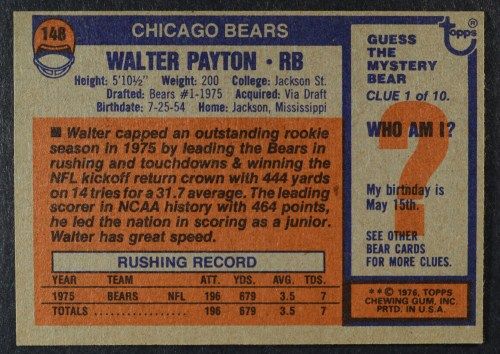 148
CHICAGO BEARS
WALTER PAYTON • RB
Height: 5'10½" Weight: 200 College: Jackson St.
Drafted: Bears #1-1975 Acquired: Via Draft
Birthdate: 7-25-54 Home: Jackson, Mississippi
■ Walter capped an outstanding rookie
season in 1975 by leading the Bears in
rushing and touchdowns & winning the
NFL kickoff return crown with 444 yards
on 14 tries for a 31.7 average. The leading
scorer in NCAA history with 464 points,
he led the nation in scoring as a junior.
Walter has great speed.
RUSHING RECORD
YEAR TEAM ATT. YDS. AVG. TDS.
1975 BEARS NFL 196 679 3.5 7
TOTALS 196 679 3.5 7
topps®
GUESS
THE
MYSTERY
BEAR
CLUE 1 of 10.
WHO AM I?
?
My birthday is
May 15th.
SEE OTHER
BEAR CARDS
FOR MORE CLUES.
* * © 1976, TOPPS
CHEWING GUM, INC.
PRTD. IN U.S.A.